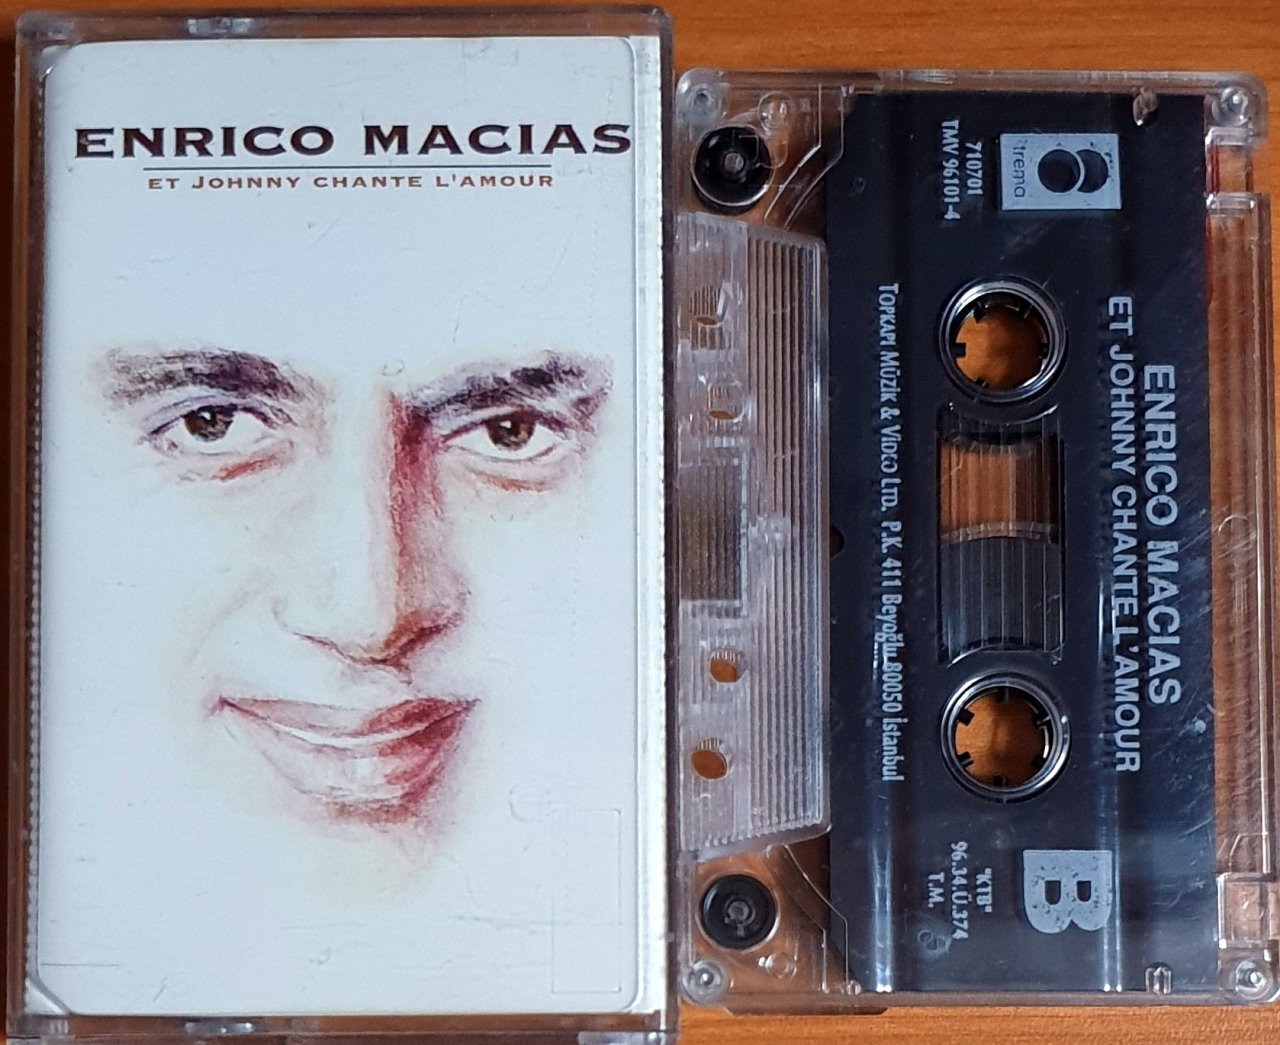 ENRICO MACIAS
ET JOHNNY CHANTE L'AMOUR
trema
710701
TMV 96101-4
ENRICO MACIAS
ET JOHNNY CHANTE L'AMOUR
Topkapı Müzik & Video Ltd. P.K. 411 Beyoğlu 80050 İstanbul
B
"KTB"
96.34.Ü.374
T.M.